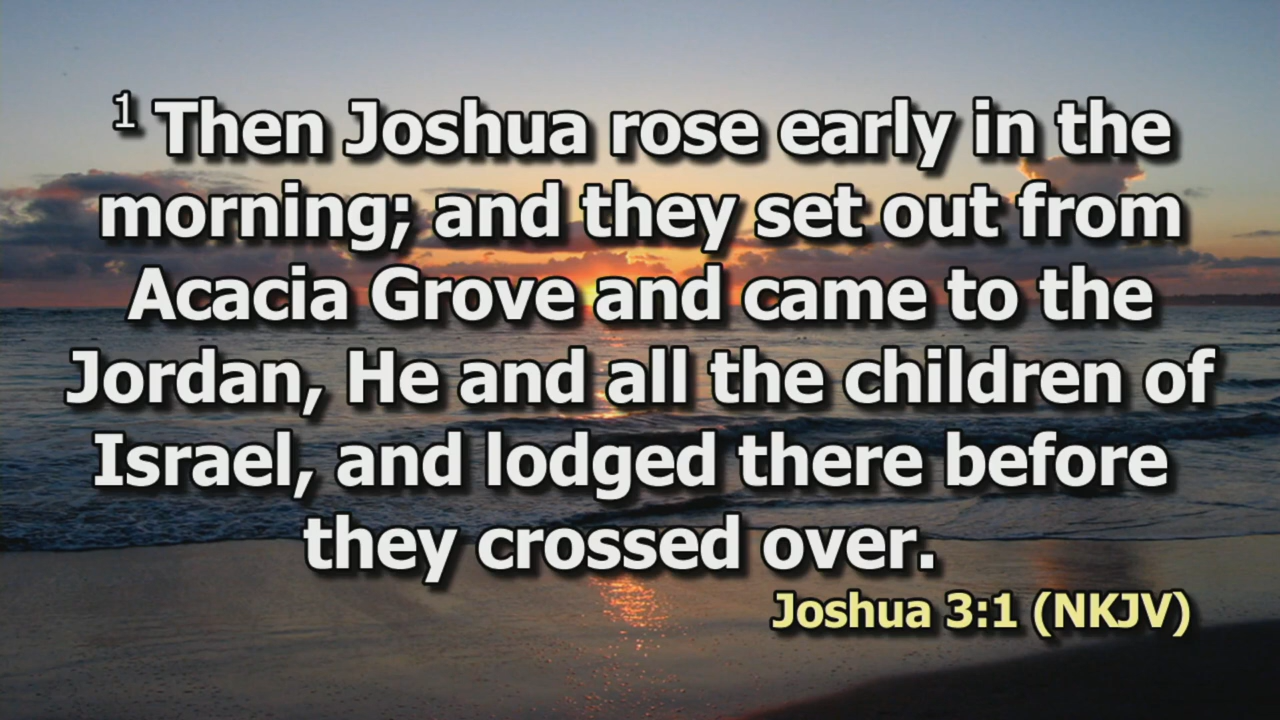 1 Then Joshua rose early in the
morning; and they set out from
Acacia Grove and came to the
Jordan, He and all the children of
Israel, and lodged there before
they crossed over.
Joshua 3:1 (NKJV)